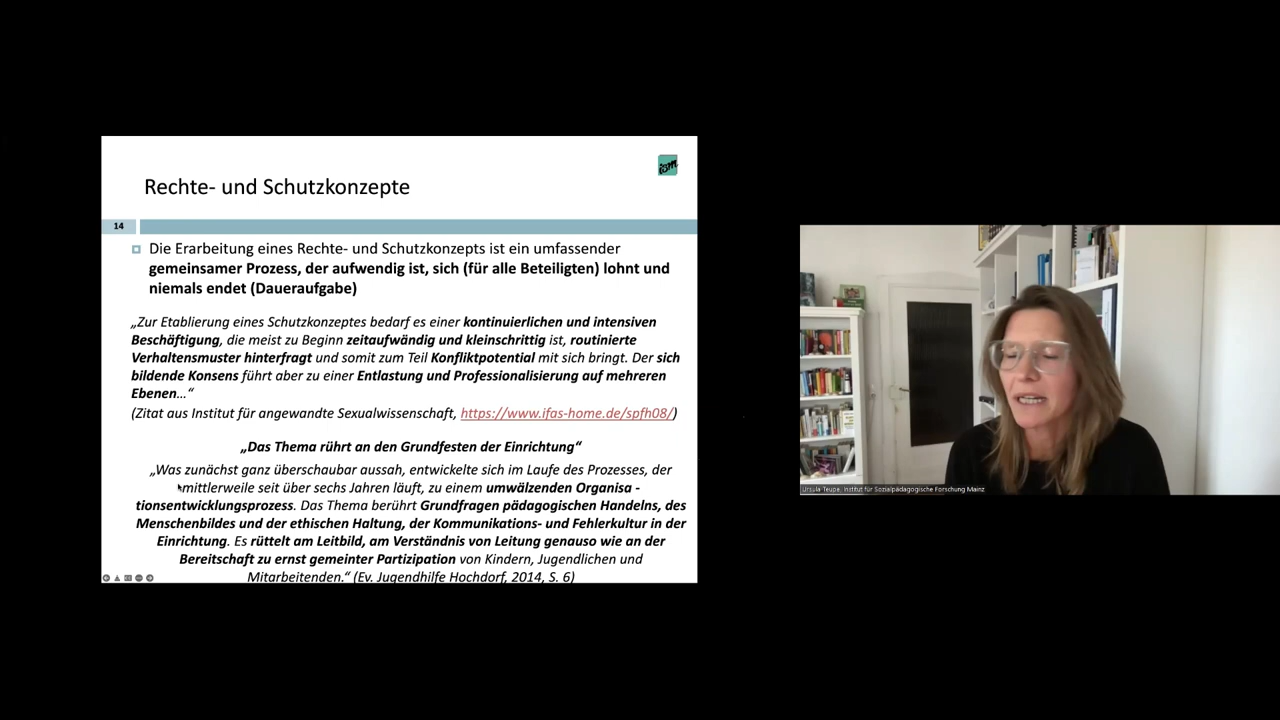 ism
Rechte- und Schutzkonzepte
14
Die Erarbeitung eines Rechte- und Schutzkonzepts ist ein umfassender
gemeinsamer Prozess, der aufwendig ist, sich (für alle Beteiligten) lohnt und
niemals endet (Daueraufgabe)
„Zur Etablierung eines Schutzkonzeptes bedarf es einer kontinuierlichen und intensiven
Beschäftigung, die meist zu Beginn zeitaufwändig und kleinschrittig ist, routinierte
Verhaltensmuster hinterfragt und somit zum Teil Konfliktpotential mit sich bringt. Der sich
bildende Konsens führt aber zu einer Entlastung und Professionalisierung auf mehreren
Ebenen…“
(Zitat aus Institut für angewandte Sexualwissenschaft, https://www.ifas-home.de/spfh08/)
„Das Thema rührt an den Grundfesten der Einrichtung“
„Was zunächst ganz überschaubar aussah, entwickelte sich im Laufe des Prozesses, der
mittlerweile seit über sechs Jahren läuft, zu einem umwälzenden Organisa -
tionsentwicklungsprozess. Das Thema berührt Grundfragen pädagogischen Handelns, des
Menschenbildes und der ethischen Haltung, der Kommunikations- und Fehlerkultur in der
Einrichtung. Es rüttelt am Leitbild, am Verständnis von Leitung genauso wie an der
Bereitschaft zu ernst gemeinter Partizipation von Kindern, Jugendlichen und
Mitarbeitenden.“ (Ev. Jugendhilfe Hochdorf, 2014, S. 6)
Ursula Teupe, Institut für Sozialpädagogische Forschung Mainz